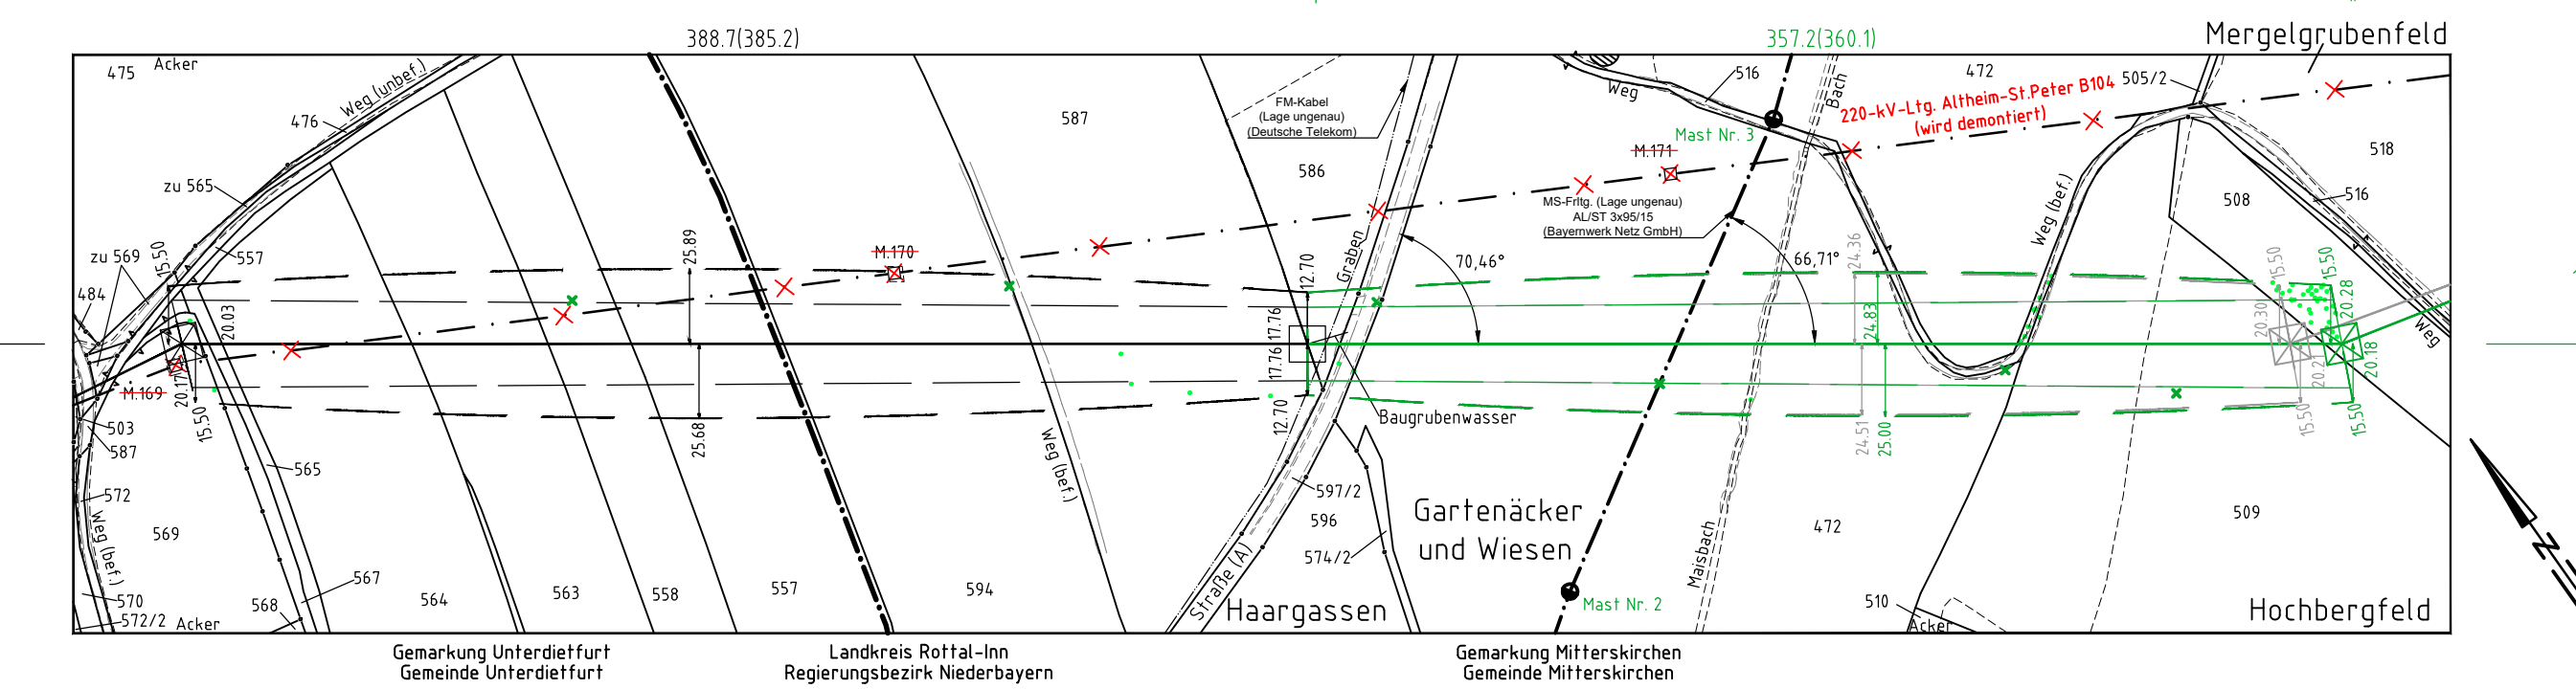 388.7(385.2)
357.2(360.1)
Mergelgrubenfeld
475
Acker
Weg (unbef.)
476
zu 565
zu 569
15.50
557
484
20.03
M.169
20.17
15.50
503
587
572
569
Weg (bef.)
570
572/2
Acker
568
565
567
564
563
558
557
25.89
25.68
M.170
594
587
Weg (bef.)
586
FM-Kabel
(Lage ungenau)
(Deutsche Telekom)
Graben
12.70
17.76
17.76
12.70
70,46°
Baugrubenwasser
597/2
596
574/2
Straße (A)
Haargassen
Gartenäcker
und Wiesen
Weg
516
Mast Nr. 3
M.171
MS-Frltg. (Lage ungenau)
AL/ST 3x95/15
(Bayernwerk Netz GmbH)
66,71°
Bach
472
220-kV-Ltg. Altheim-St.Peter B104
(wird demontiert)
505/2
518
516
508
Weg (bef.)
24.36
24.83
24.51
25.00
15.50
15.50
20.28
20.30
20.21
20.18
15.50
15.50
Weg
Mast Nr. 2
Maisbach
472
510
Acker
509
Hochbergfeld
Gemarkung Unterdietfurt
Gemeinde Unterdietfurt
Landkreis Rottal-Inn
Regierungsbezirk Niederbayern
Gemarkung Mitterskirchen
Gemeinde Mitterskirchen
N